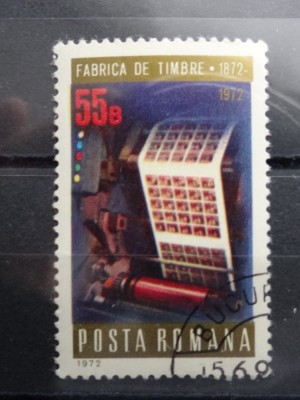 FABRICA DE TIMBRE • 1872-
1972
55B
POSTA ROMANA
1972